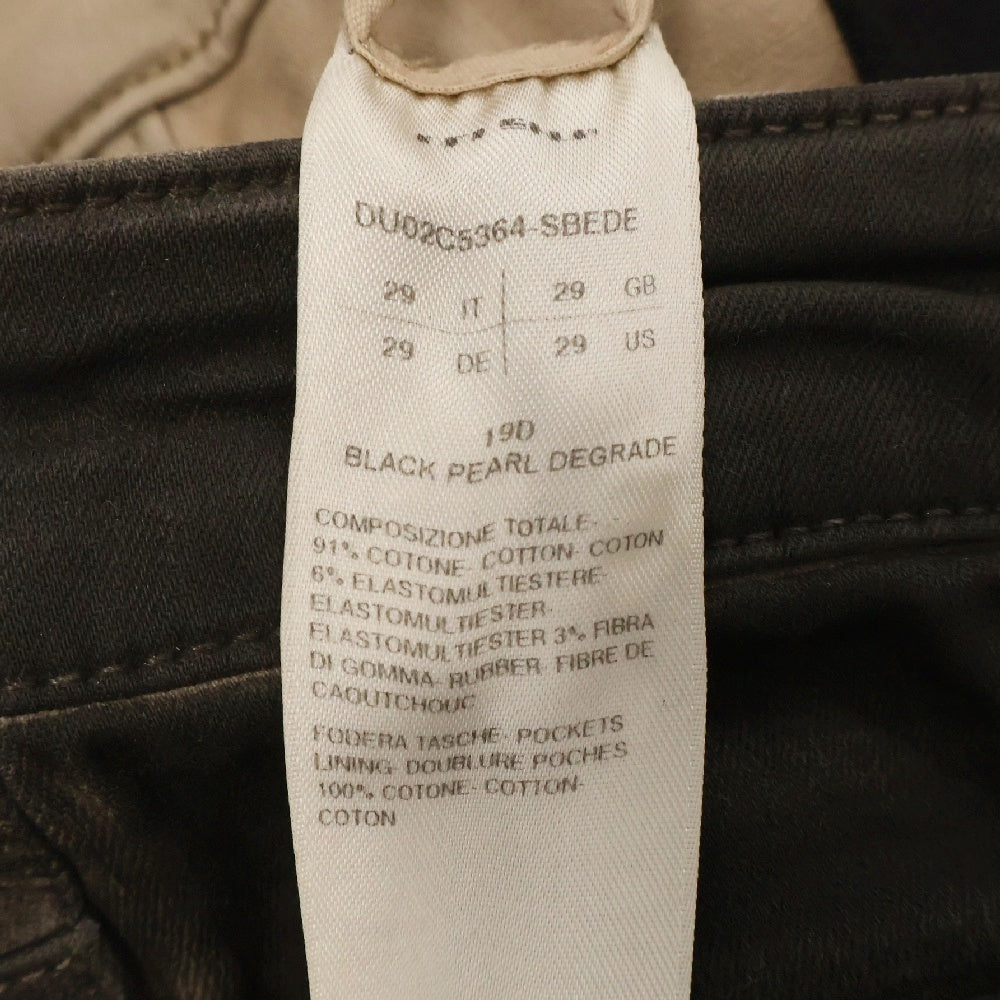 DU02C5364-SBEDE
29 IT 29 GB
29 DE 29 US
19D
BLACK PEARL DEGRADE
COMPOSIZIONE TOTALE-
91% COTONE- COTTON- COTON
6% ELASTOMULTIESTERE-
ELASTOMULTIESTER-
ELASTOMULTIESTER 3% FIBRA
DI GOMMA- RUBBER- FIBRE DE
CAOUTCHOUC
FODERA TASCHE- POCKETS
LINING- DOUBLURE POCHES
100% COTONE- COTTON-
COTON